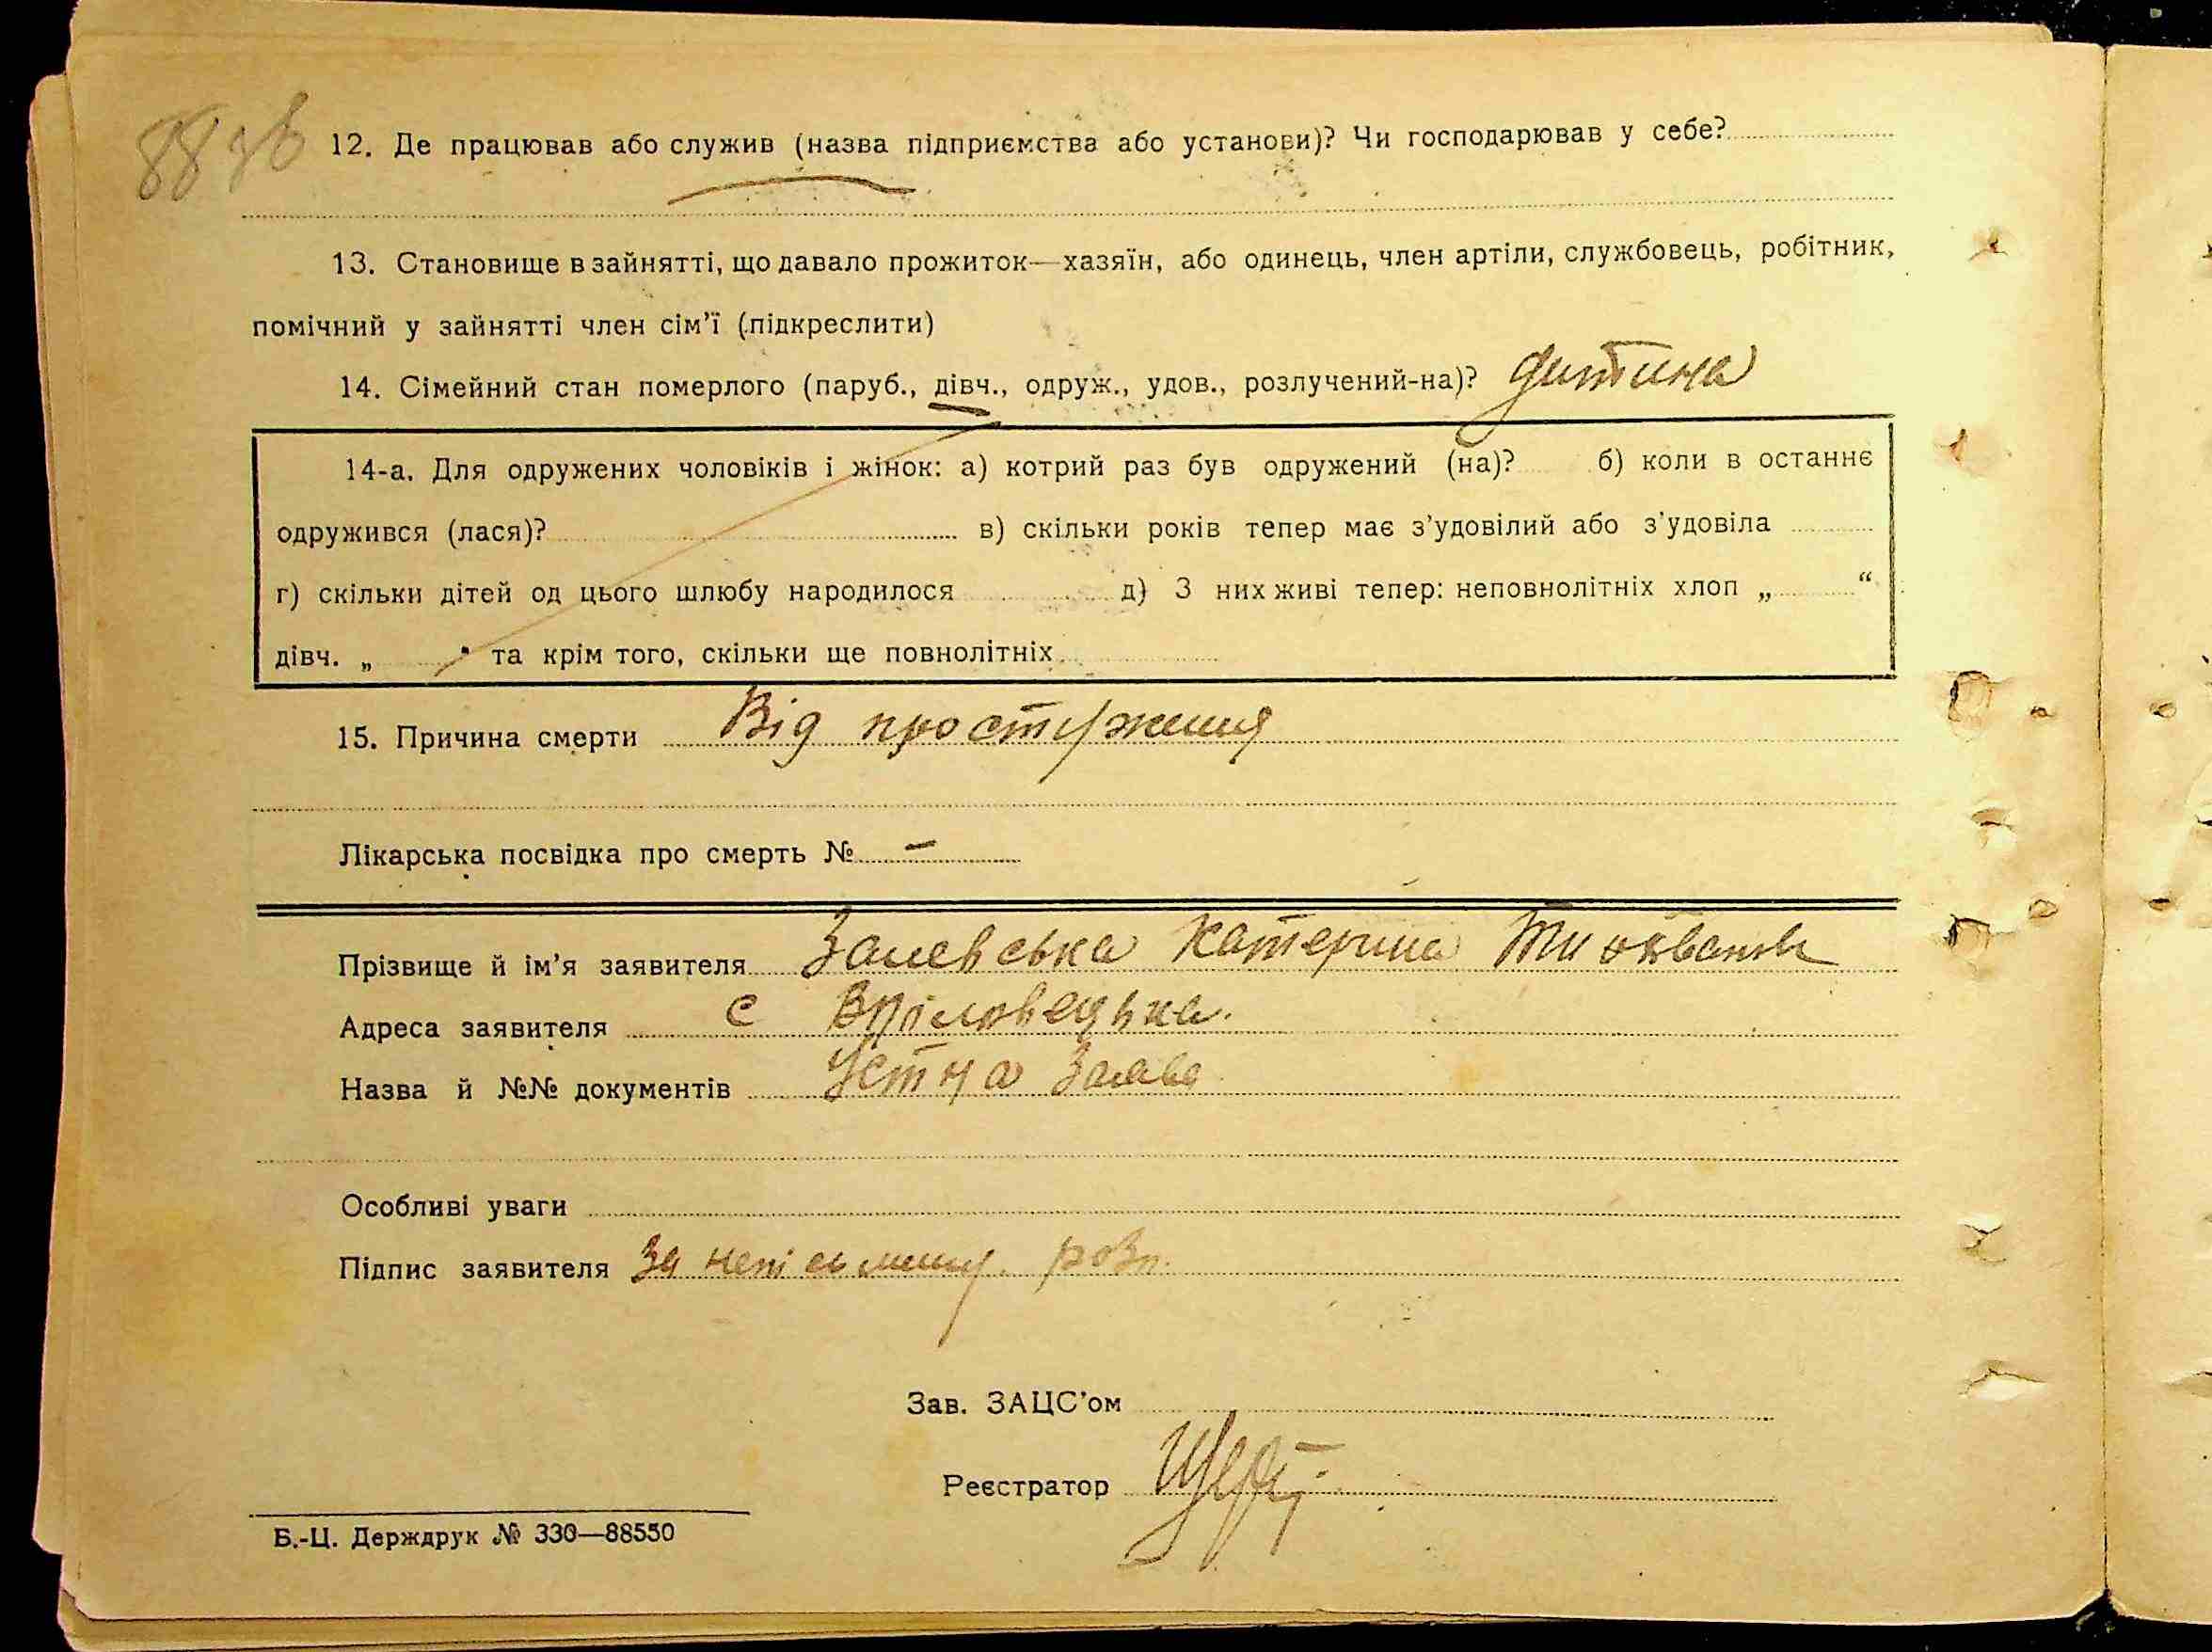 88 зв
12. Де працював або служив (назва підприємства або установи)? Чи господарював у себе?
13. Становище в зайнятті, що давало прожиток—хазяїн, або одинець, член артіли, службовець, робітник,
помічний у зайнятті член сім’ї (підкреслити)
14. Сімейний стан померлого (паруб., дівч., одруж., удов., розлучений-на)? дитина
14-а. Для одружених чоловіків і жінок: а) котрий раз був одружений (на)? б) коли в останнє
одружився (лася)? в) скільки років тепер має з’удовілий або з’удовіла
г) скільки дітей од цього шлюбу народилося д) З них живі тепер: неповнолітніх хлоп „ “
дівч. „ “ та крім того, скільки ще повнолітніх
15. Причина смерти Від простуження
Лікарська посвідка про смерть № —
Прізвище й ім’я заявителя Залевська Катерина
Адреса заявителя с
Назва й №№ документів Устна Заява
Особливі уваги
Підпис заявителя За
Зав. ЗАЦС’ом
Реєстратор
Б.-Ц. Держдрук № 330—88550